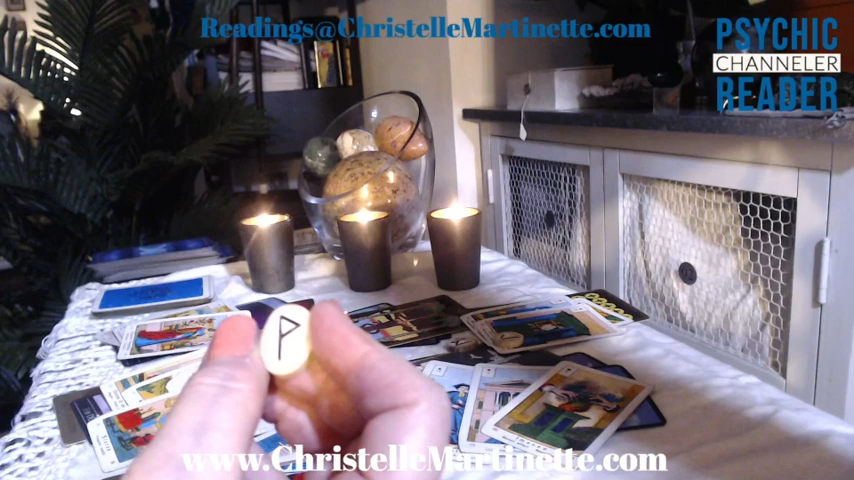 Readings@ChristelleMartinette.com
PSYCHIC
CHANNELER
READER
ᚹ
www.ChristelleMartinette.com